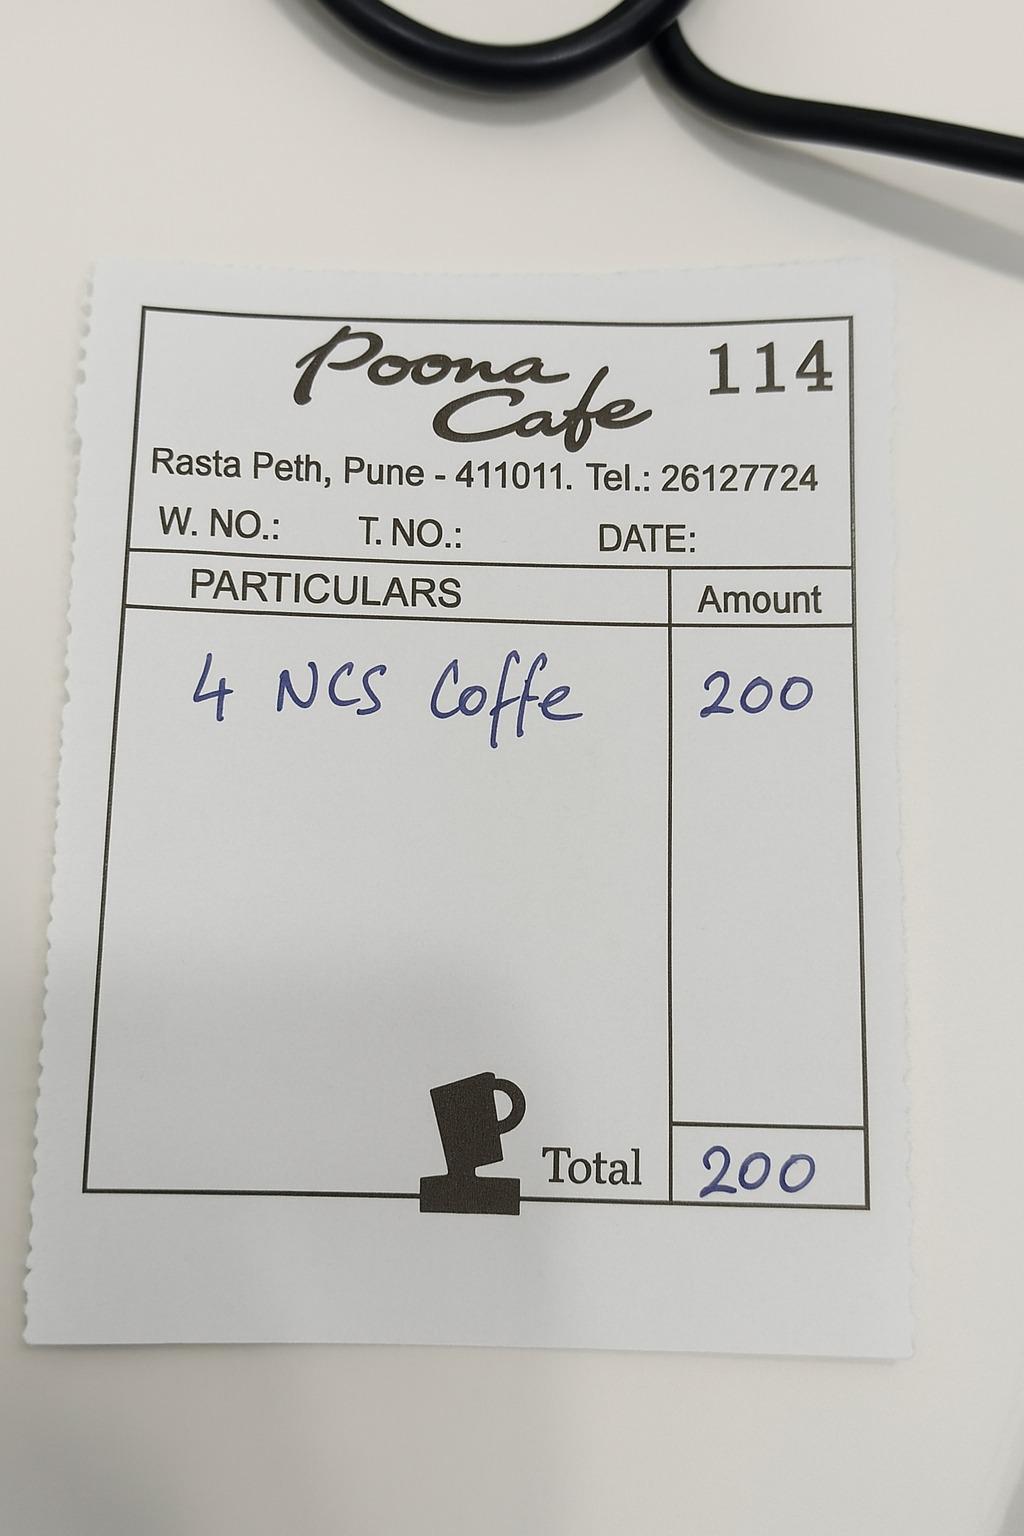 Poona 114
Cafe
Rasta Peth, Pune - 411011. Tel.: 26127724
W. NO.: T. NO.: DATE:
PARTICULARS Amount
4 NCS Coffe 200
Total 200